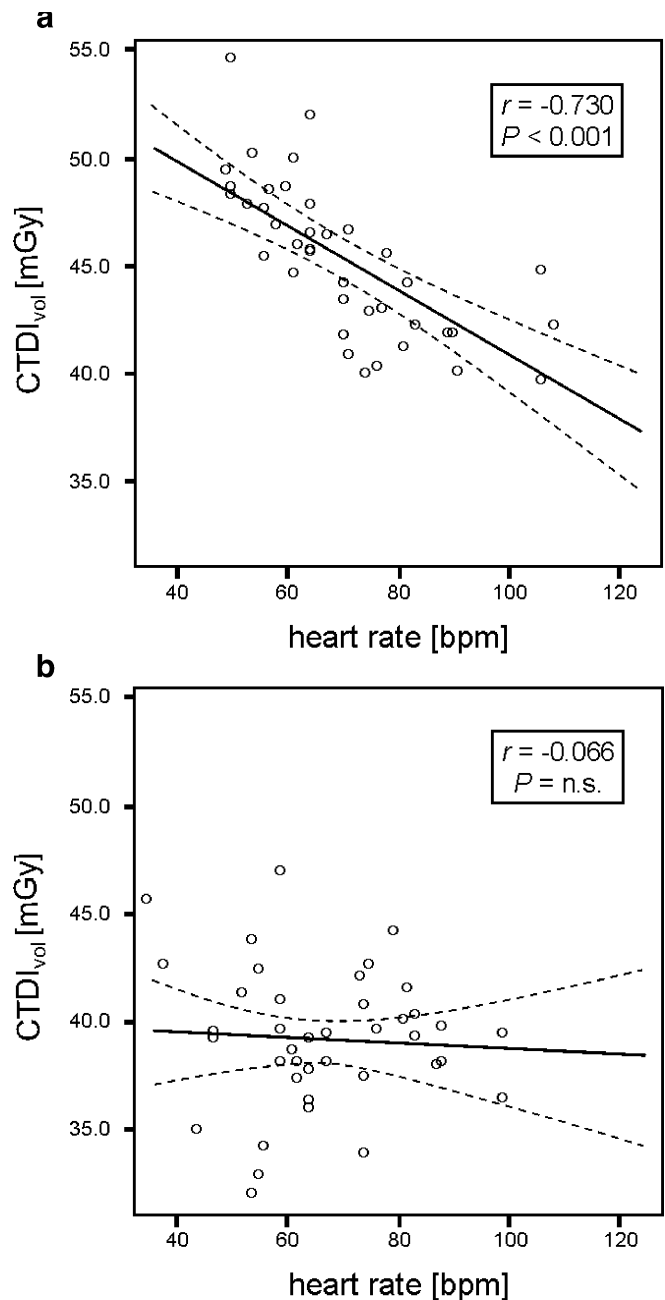 a
55.0
50.0
45.0
40.0
35.0
CTDIvol [mGy]
r = -0.730
P < 0.001
40 60 80 100 120
heart rate [bpm]
b
55.0
50.0
45.0
40.0
35.0
CTDIvol [mGy]
r = -0.066
P = n.s.
40 60 80 100 120
heart rate [bpm]